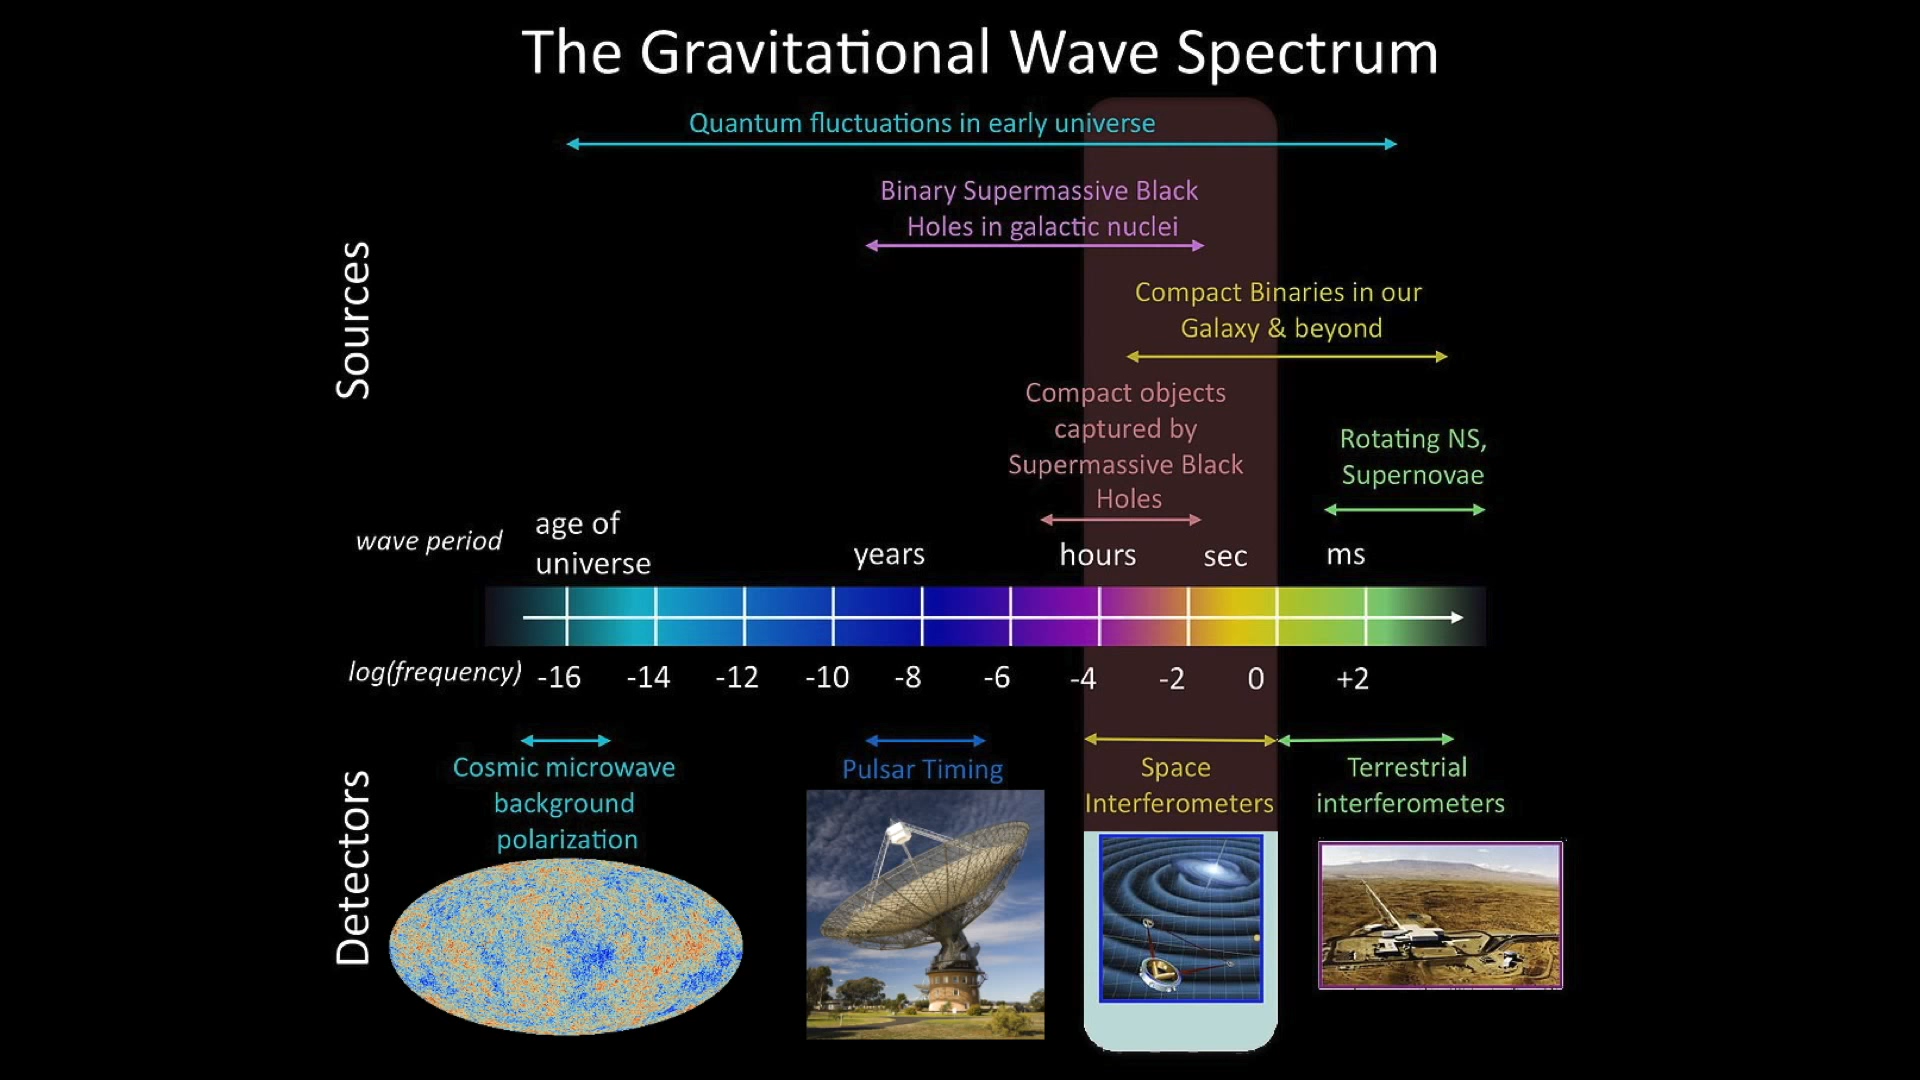 The Gravitational Wave Spectrum
Quantum fluctuations in early universe
Binary Supermassive Black
Holes in galactic nuclei
Compact Binaries in our
Galaxy & beyond
Compact objects
captured by
Supermassive Black
Holes
Rotating NS,
Supernovae
Sources
wave period
age of
universe
years
hours
sec
ms
log(frequency)
-16 -14 -12 -10 -8 -6 -4 -2 0 +2
Detectors
Cosmic microwave
background
polarization
Pulsar Timing
Space
Interferometers
Terrestrial
interferometers